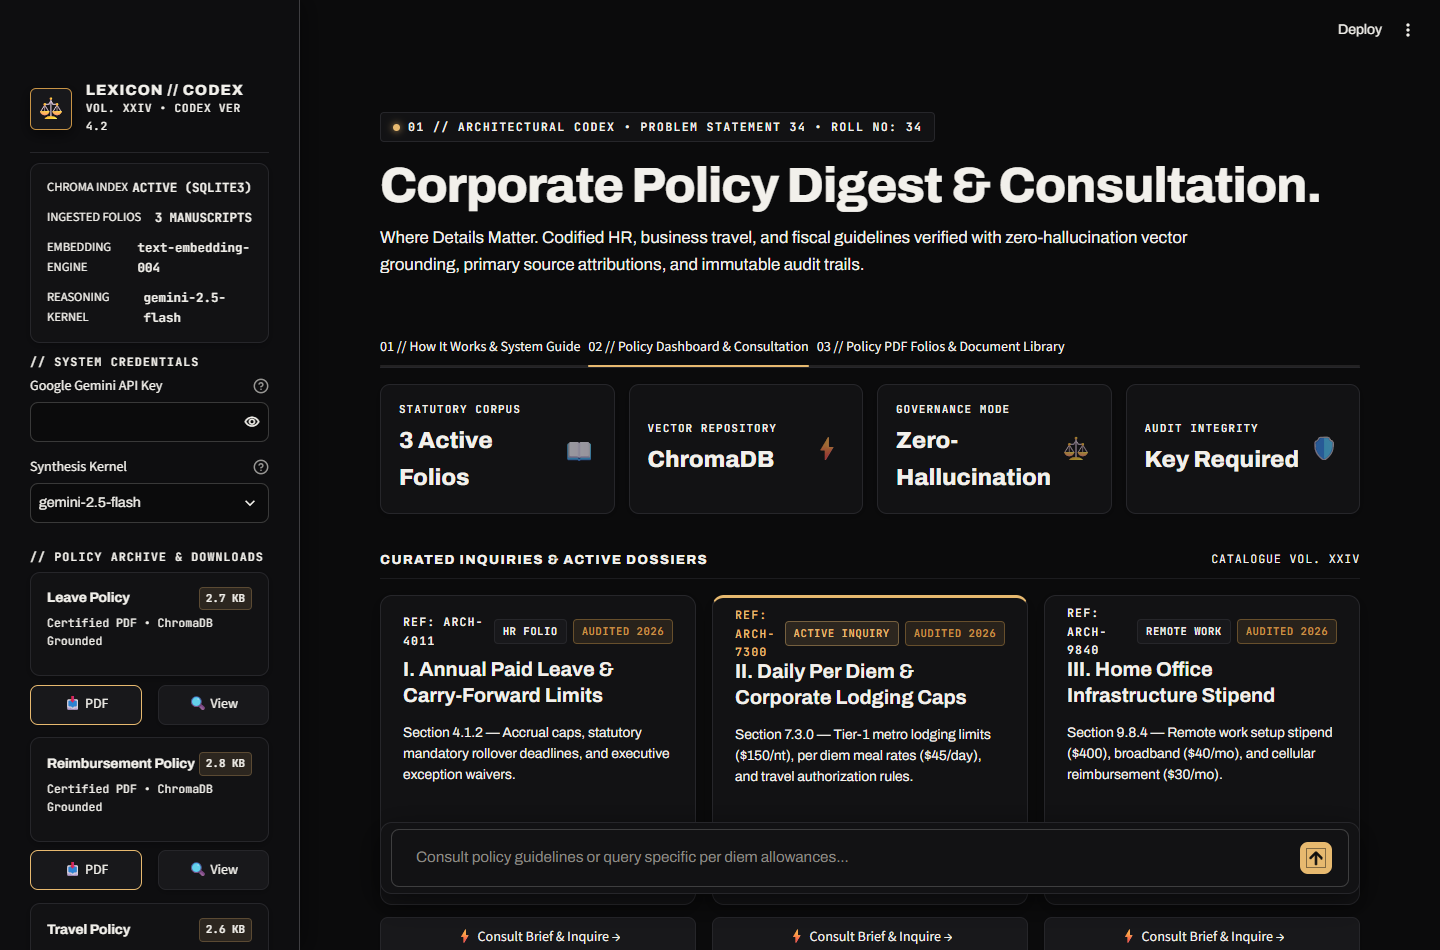 Deploy
LEXICON // CODEX
VOL. XXIV • CODEX VER
4.2
CHROMA INDEX ACTIVE (SQLITE3)
INGESTED FOLIOS 3 MANUSCRIPTS
EMBEDDING ENGINE text-embedding-
004
REASONING KERNEL gemini-2.5-
flash
// SYSTEM CREDENTIALS
Google Gemini API Key
Synthesis Kernel
gemini-2.5-flash
// POLICY ARCHIVE & DOWNLOADS
Leave Policy 2.7 KB
Certified PDF • ChromaDB
Grounded
PDF View
Reimbursement Policy 2.8 KB
Certified PDF • ChromaDB
Grounded
PDF View
Travel Policy 2.6 KB
01 // ARCHITECTURAL CODEX • PROBLEM STATEMENT 34 • ROLL NO: 34
Corporate Policy Digest & Consultation.
Where Details Matter. Codified HR, business travel, and fiscal guidelines verified with zero-hallucination vector
grounding, primary source attributions, and immutable audit trails.
01 // How It Works & System Guide 02 // Policy Dashboard & Consultation 03 // Policy PDF Folios & Document Library
STATUTORY CORPUS
3 Active
Folios
VECTOR REPOSITORY
ChromaDB
GOVERNANCE MODE
Zero-
Hallucination
AUDIT INTEGRITY
Key Required
CURATED INQUIRIES & ACTIVE DOSSIERS CATALOGUE VOL. XXIV
REF: ARCH-
4011
HR FOLIO AUDITED 2026
I. Annual Paid Leave &
Carry-Forward Limits
Section 4.1.2 — Accrual caps, statutory
mandatory rollover deadlines, and executive
exception waivers.
REF:
ARCH-
7300
ACTIVE INQUIRY AUDITED 2026
II. Daily Per Diem &
Corporate Lodging Caps
Section 7.3.0 — Tier-1 metro lodging limits
($150/nt), per diem meal rates ($45/day),
and travel authorization rules.
REF:
ARCH-
9840
REMOTE WORK AUDITED 2026
III. Home Office
Infrastructure Stipend
Section 9.8.4 — Remote work setup stipend
($400), broadband ($40/mo), and cellular
reimbursement ($30/mo).
Consult policy guidelines or query specific per diem allowances...
Consult Brief & Inquire → Consult Brief & Inquire → Consult Brief & Inquire →